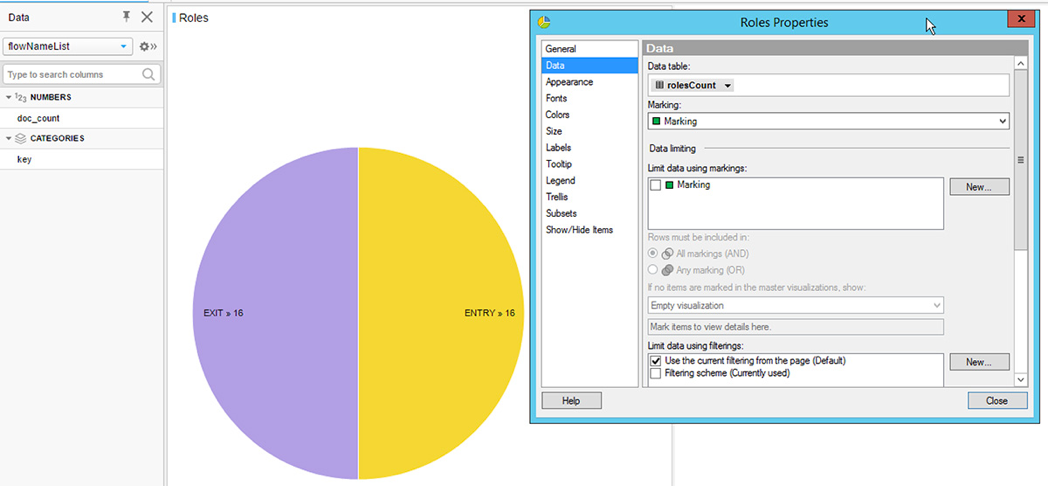 Data
flowNameList
Type to search columns
123 NUMBERS
doc_count
CATEGORIES
key
Roles
EXIT » 16
ENTRY » 16
Roles Properties
General
Data
Appearance
Fonts
Colors
Size
Labels
Tooltip
Legend
Trellis
Subsets
Show/Hide Items
Data
Data table:
rolesCount
Marking:
Marking
Data limiting
Limit data using markings:
Marking
New...
Rows must be included in:
All markings (AND)
Any marking (OR)
If no items are marked in the master visualizations, show:
Empty visualization
Mark items to view details here.
Limit data using filterings:
Use the current filtering from the page (Default)
Filtering scheme (Currently used)
New...
Help
Close